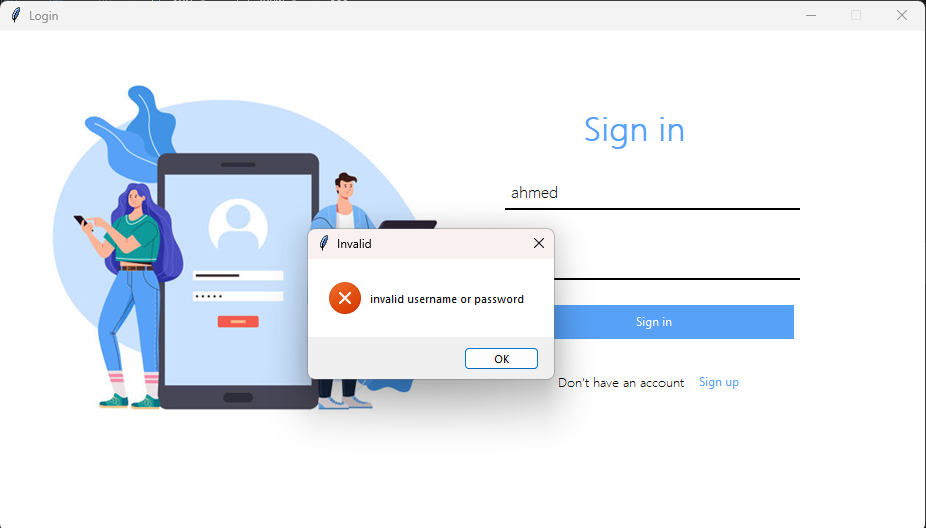 Login
Sign in
ahmed
Invalid
invalid username or password
OK
Sign in
Don't have an account Sign up